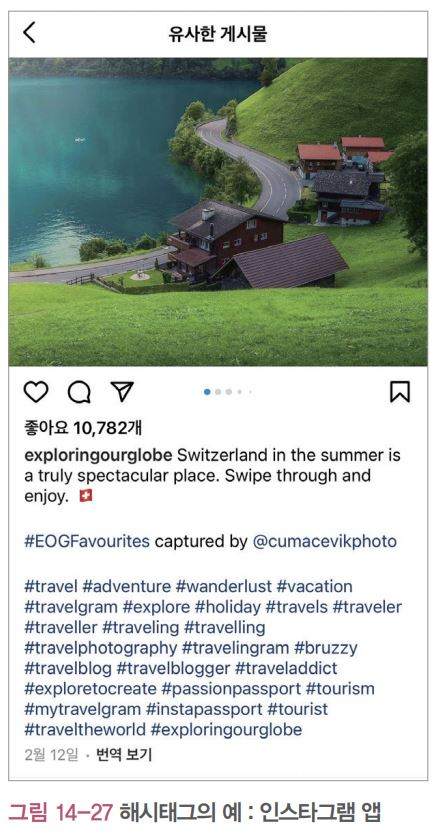 유사한 게시물
좋아요 10,782개
exploringourglobe Switzerland in the summer is
a truly spectacular place. Swipe through and
enjoy. 🇨🇭
#EOGFavourites captured by @cumacevikphoto
#travel #adventure #wanderlust #vacation
#travelgram #explore #holiday #travels #traveler
#traveller #traveling #travelling
#travelphotography #travelingram #bruzzy
#travelblog #travelblogger #traveladdict
#exploretocreate #passionpassport #tourism
#mytravelgram #instapassport #tourist
#traveltheworld #exploringourglobe
2월 12일 · 번역 보기
그림 14-27 해시태그의 예 : 인스타그램 앱